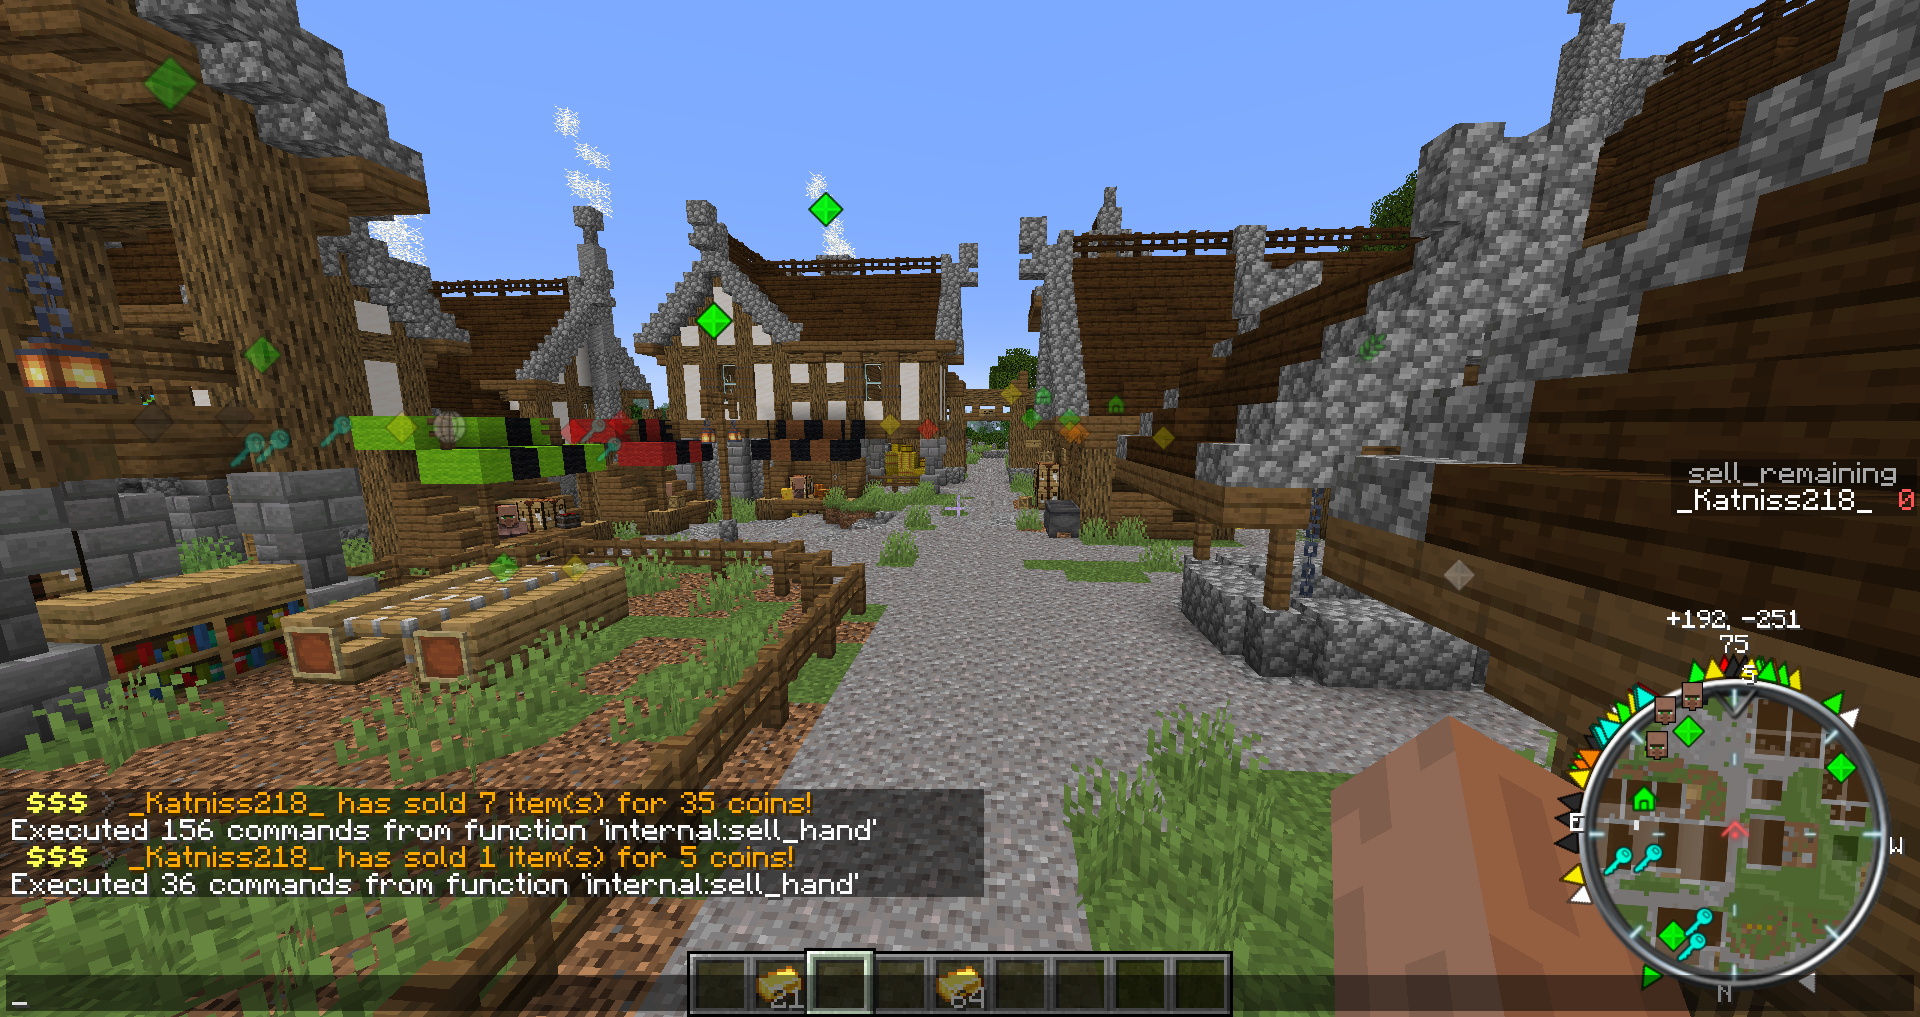 sell_remaining
_Katniss218_ 0
+192, -251
75
S
E
W
N
$$$ _Katniss218_ has sold 7 item(s) for 35 coins!
Executed 156 commands from function 'internal:sell_hand'
$$$ _Katniss218_ has sold 1 item(s) for 5 coins!
Executed 36 commands from function 'internal:sell_hand'
_
21 64